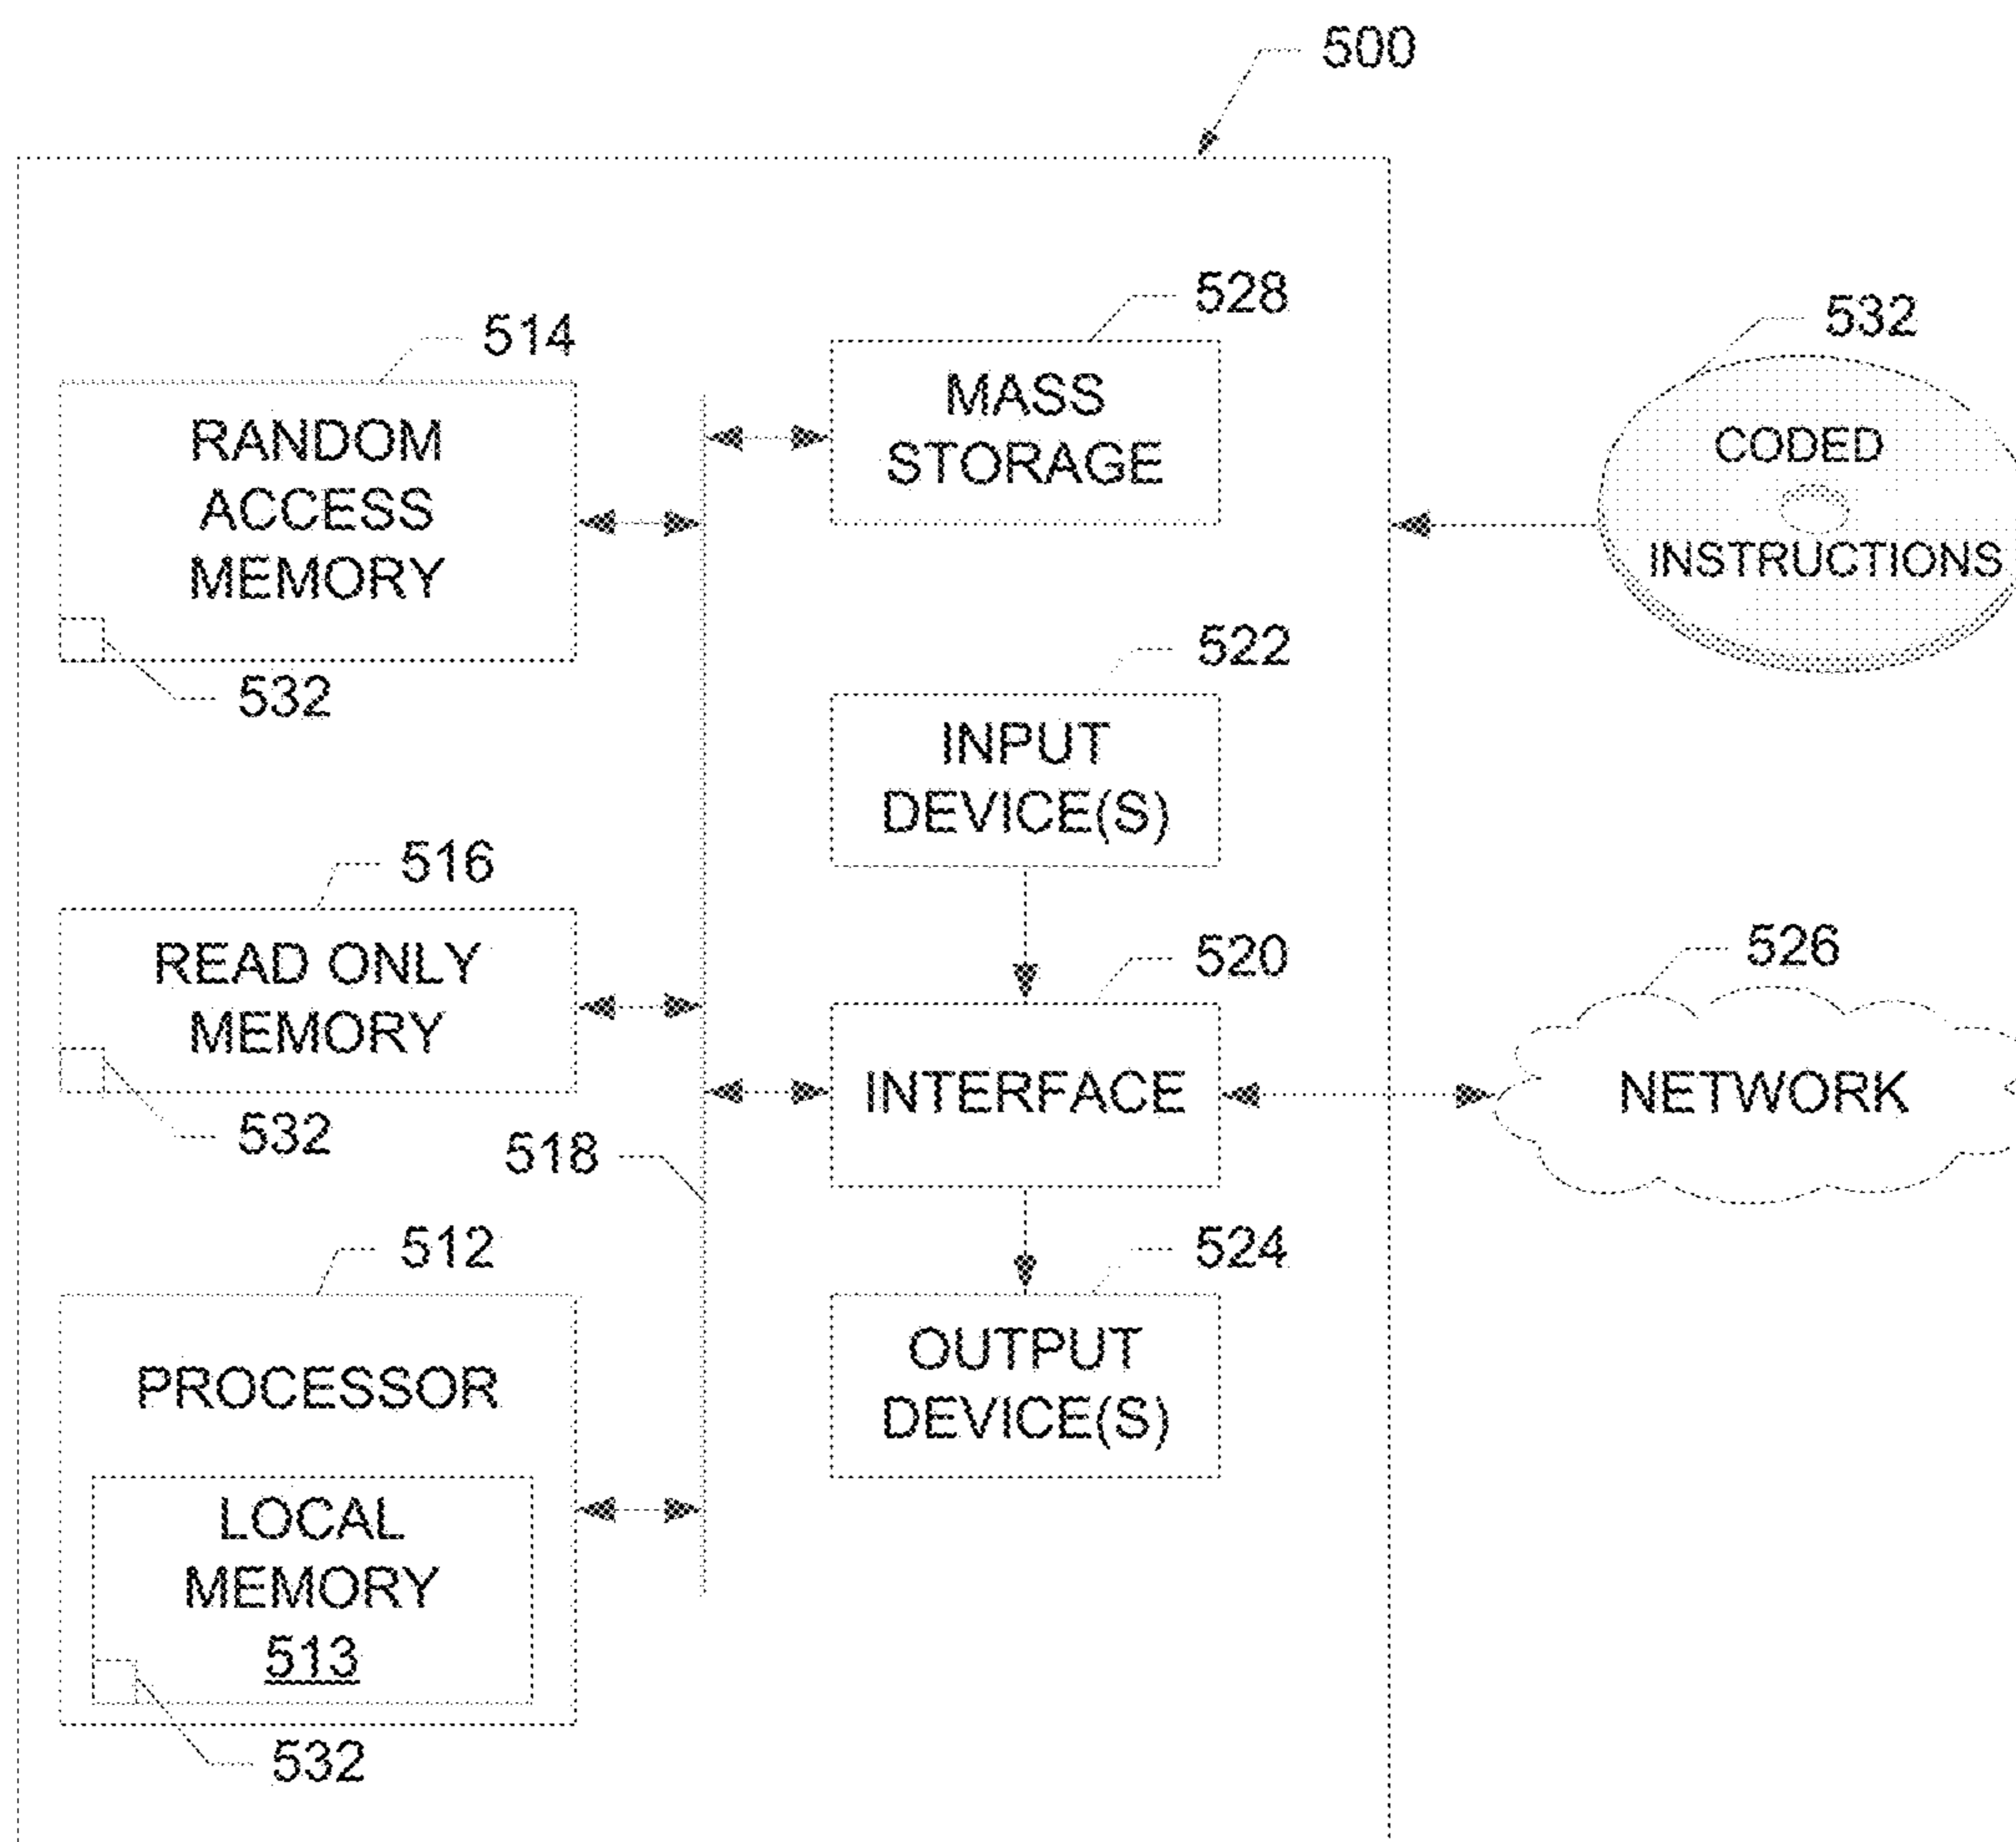 500
528
532
514
MASS
STORAGE
RANDOM
ACCESS
MEMORY
CODED
INSTRUCTIONS
532
522
INPUT
DEVICE(S)
516
READ ONLY
MEMORY
520
526
532
INTERFACE
NETWORK
518
512
524
PROCESSOR
OUTPUT
DEVICE(S)
LOCAL
MEMORY
513
532